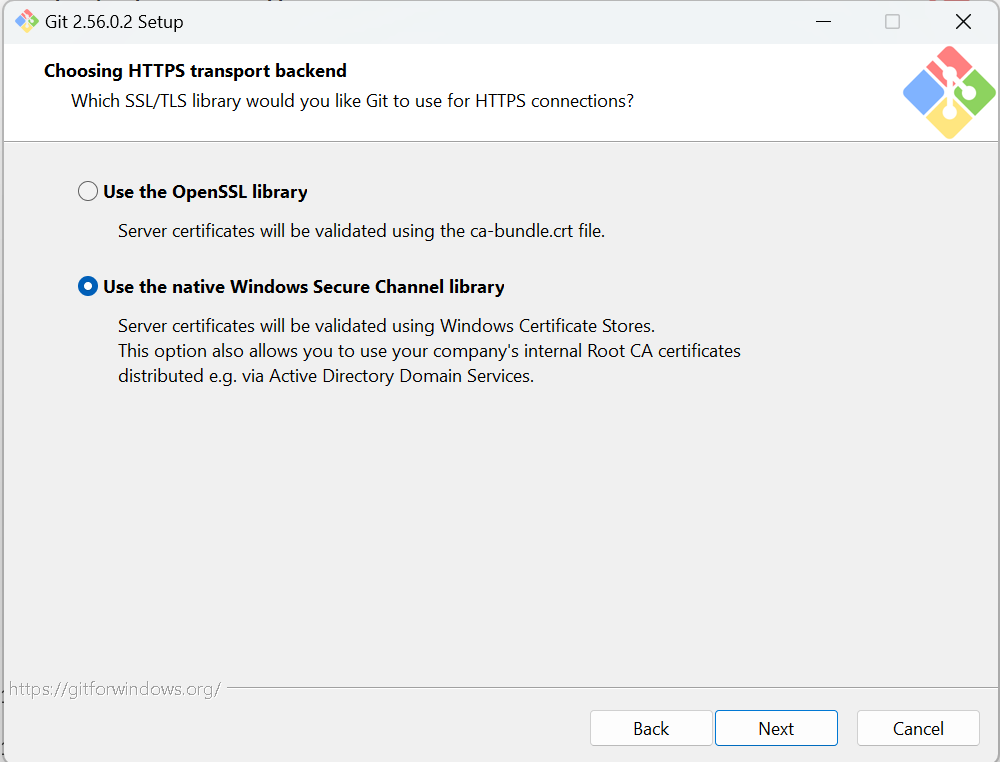 Git 2.56.0.2 Setup
Choosing HTTPS transport backend
Which SSL/TLS library would you like Git to use for HTTPS connections?
Use the OpenSSL library
Server certificates will be validated using the ca-bundle.crt file.
Use the native Windows Secure Channel library
Server certificates will be validated using Windows Certificate Stores.
This option also allows you to use your company's internal Root CA certificates
distributed e.g. via Active Directory Domain Services.
https://gitforwindows.org/
Back
Next
Cancel